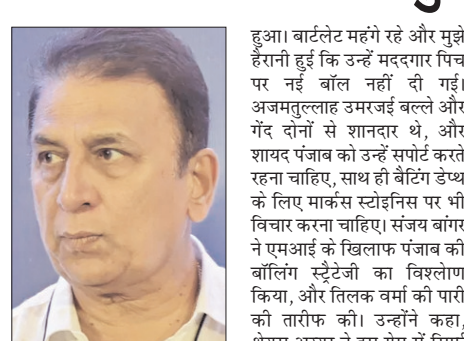 हुआ। बार्टलेट महंगे रहे और मुझे
हैरानी हुई कि उन्हें मददगार पिच
पर नई बॉल नहीं दी गई।
अजमतुल्लाह उमरजई बल्ले और
गेंद दोनों से शानदार थे, और
शायद पंजाब को उन्हें सपोर्ट करते
रहना चाहिए, साथ ही बैटिंग डेप्थ
के लिए मार्कस स्टोइनिस पर भी
विचार करना चाहिए। संजय बांगर
ने एमआई के खिलाफ पंजाब की
बॉलिंग स्ट्रैटेजी का विश्लेाण
किया, और तिलक वर्मा की पारी
की तारीफ की। उन्होंने कहा,